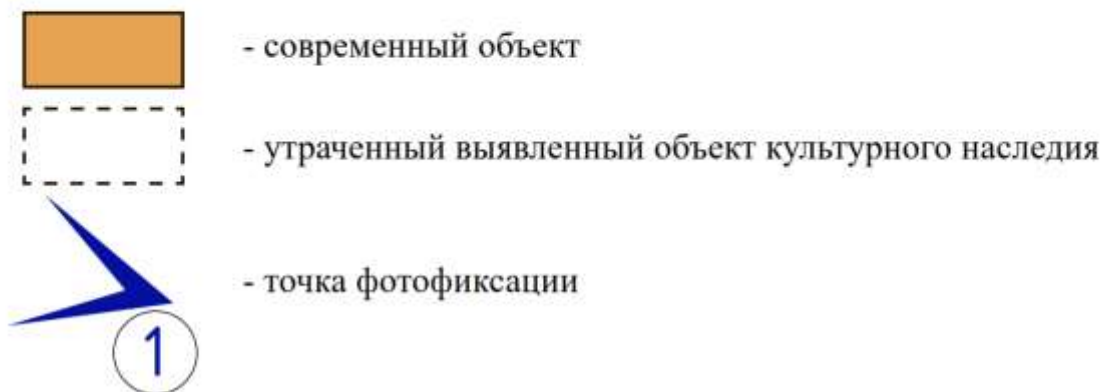 - современный объект
- утраченный выявленный объект культурного наследия
- точка фотофиксации
1